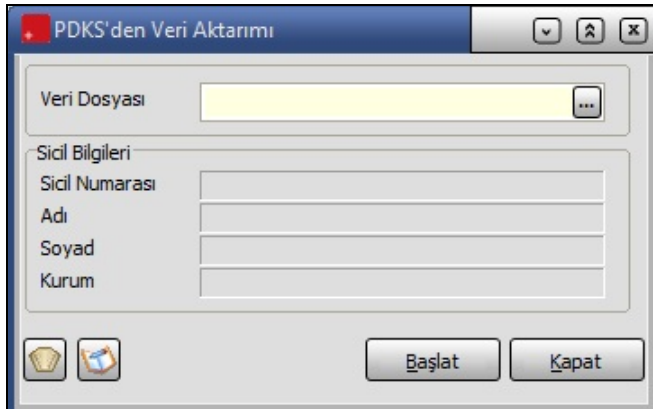 PDKS'den Veri Aktarımı
Veri Dosyası
...
Sicil Bilgileri
Sicil Numarası
Adı
Soyad
Kurum
Başlat Kapat